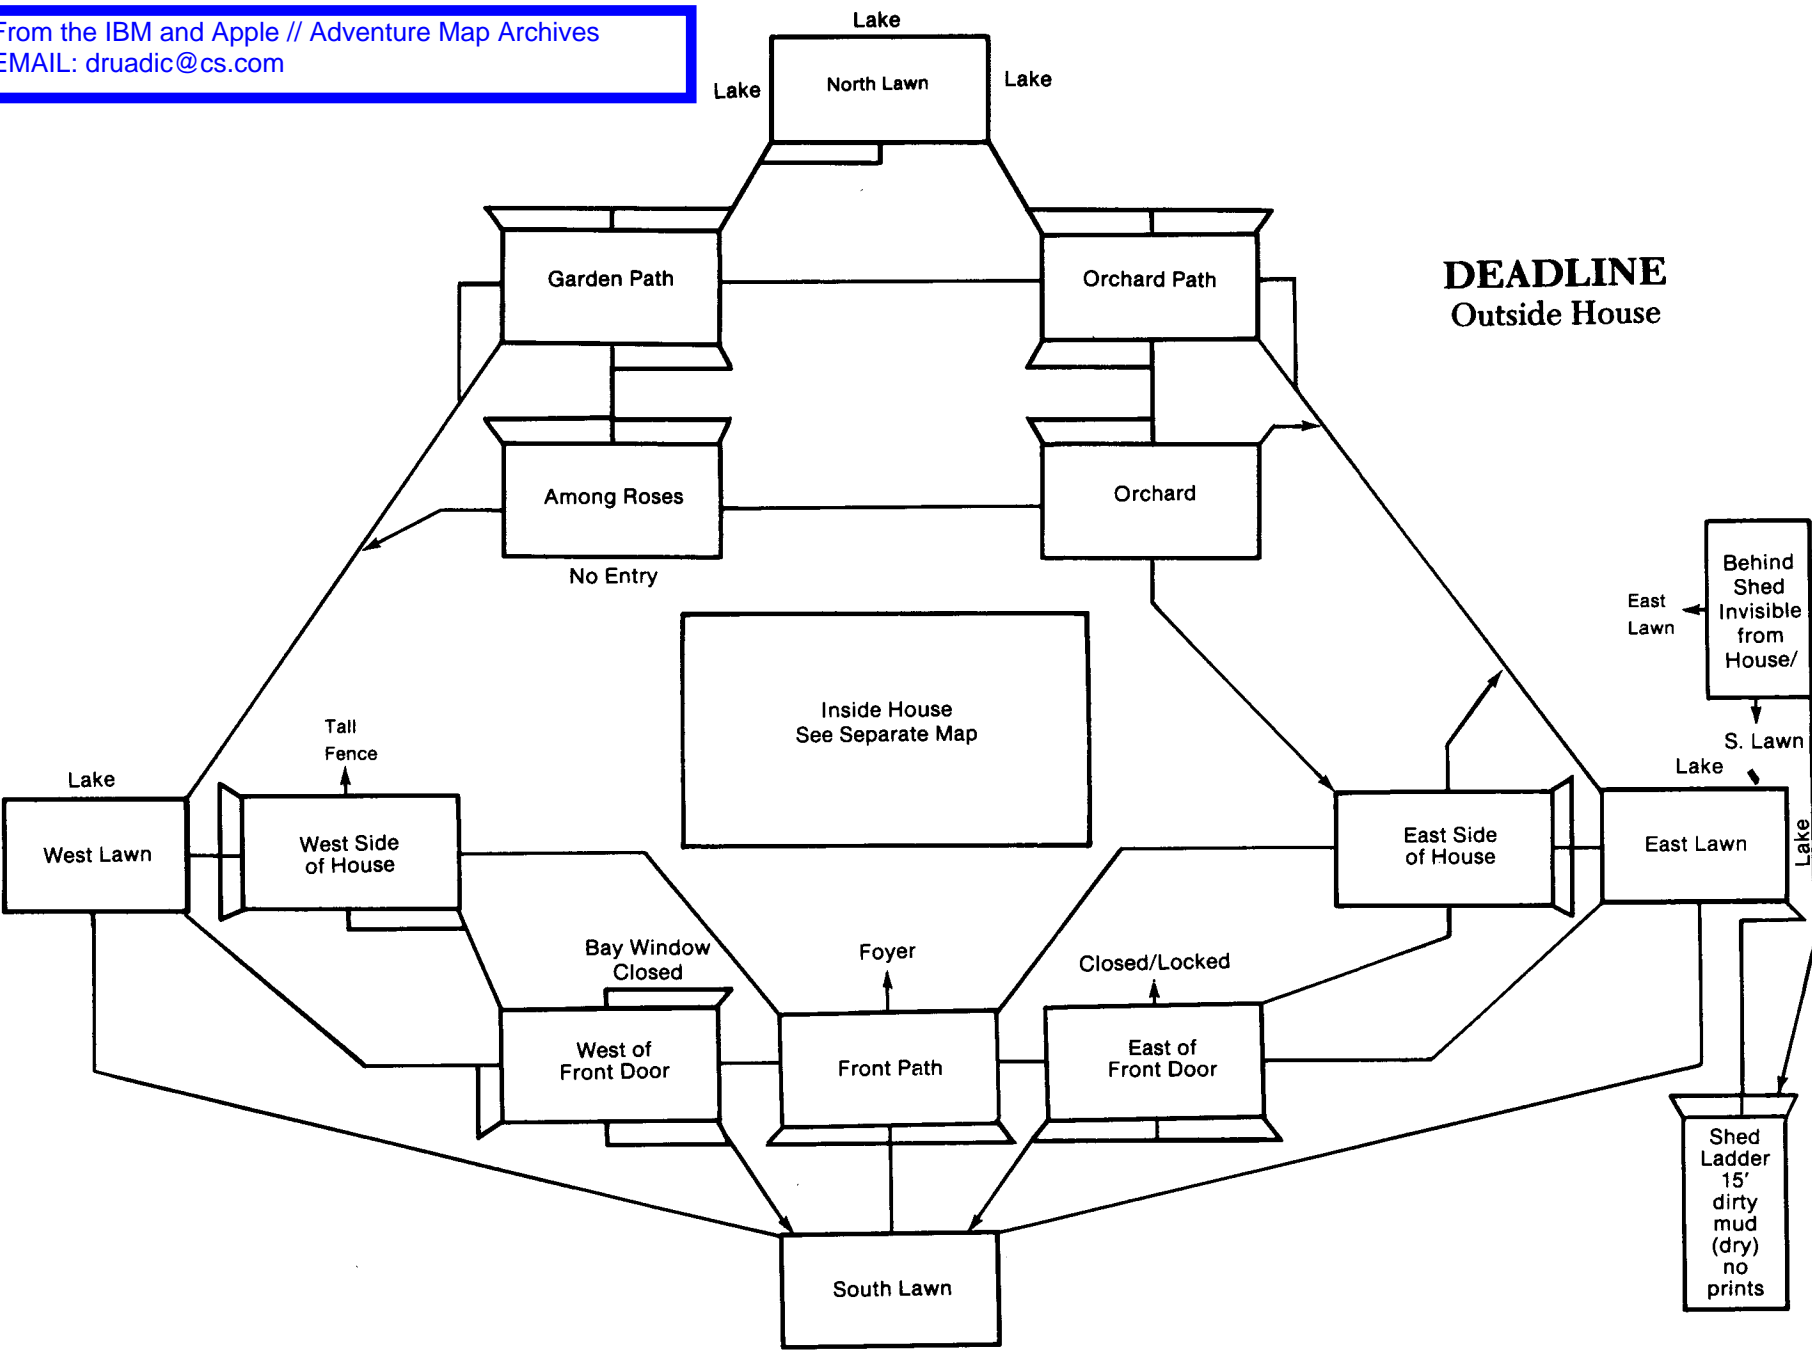 From the IBM and Apple // Adventure Map Archives
EMAIL: druadic@cs.com
Lake
Lake
North Lawn
Lake
DEADLINE
Outside House
Garden Path
Orchard Path
Among Roses
No Entry
Orchard
Behind
Shed
Invisible
from
House/
East
Lawn
S. Lawn
Inside House
See Separate Map
Tall
Fence
Lake
West Lawn
West Side
of House
East Side
of House
Lake
East Lawn
Lake
Bay Window
Closed
Foyer
Closed/Locked
West of
Front Door
Front Path
East of
Front Door
Shed
Ladder
15'
dirty
mud
(dry)
no
prints
South Lawn